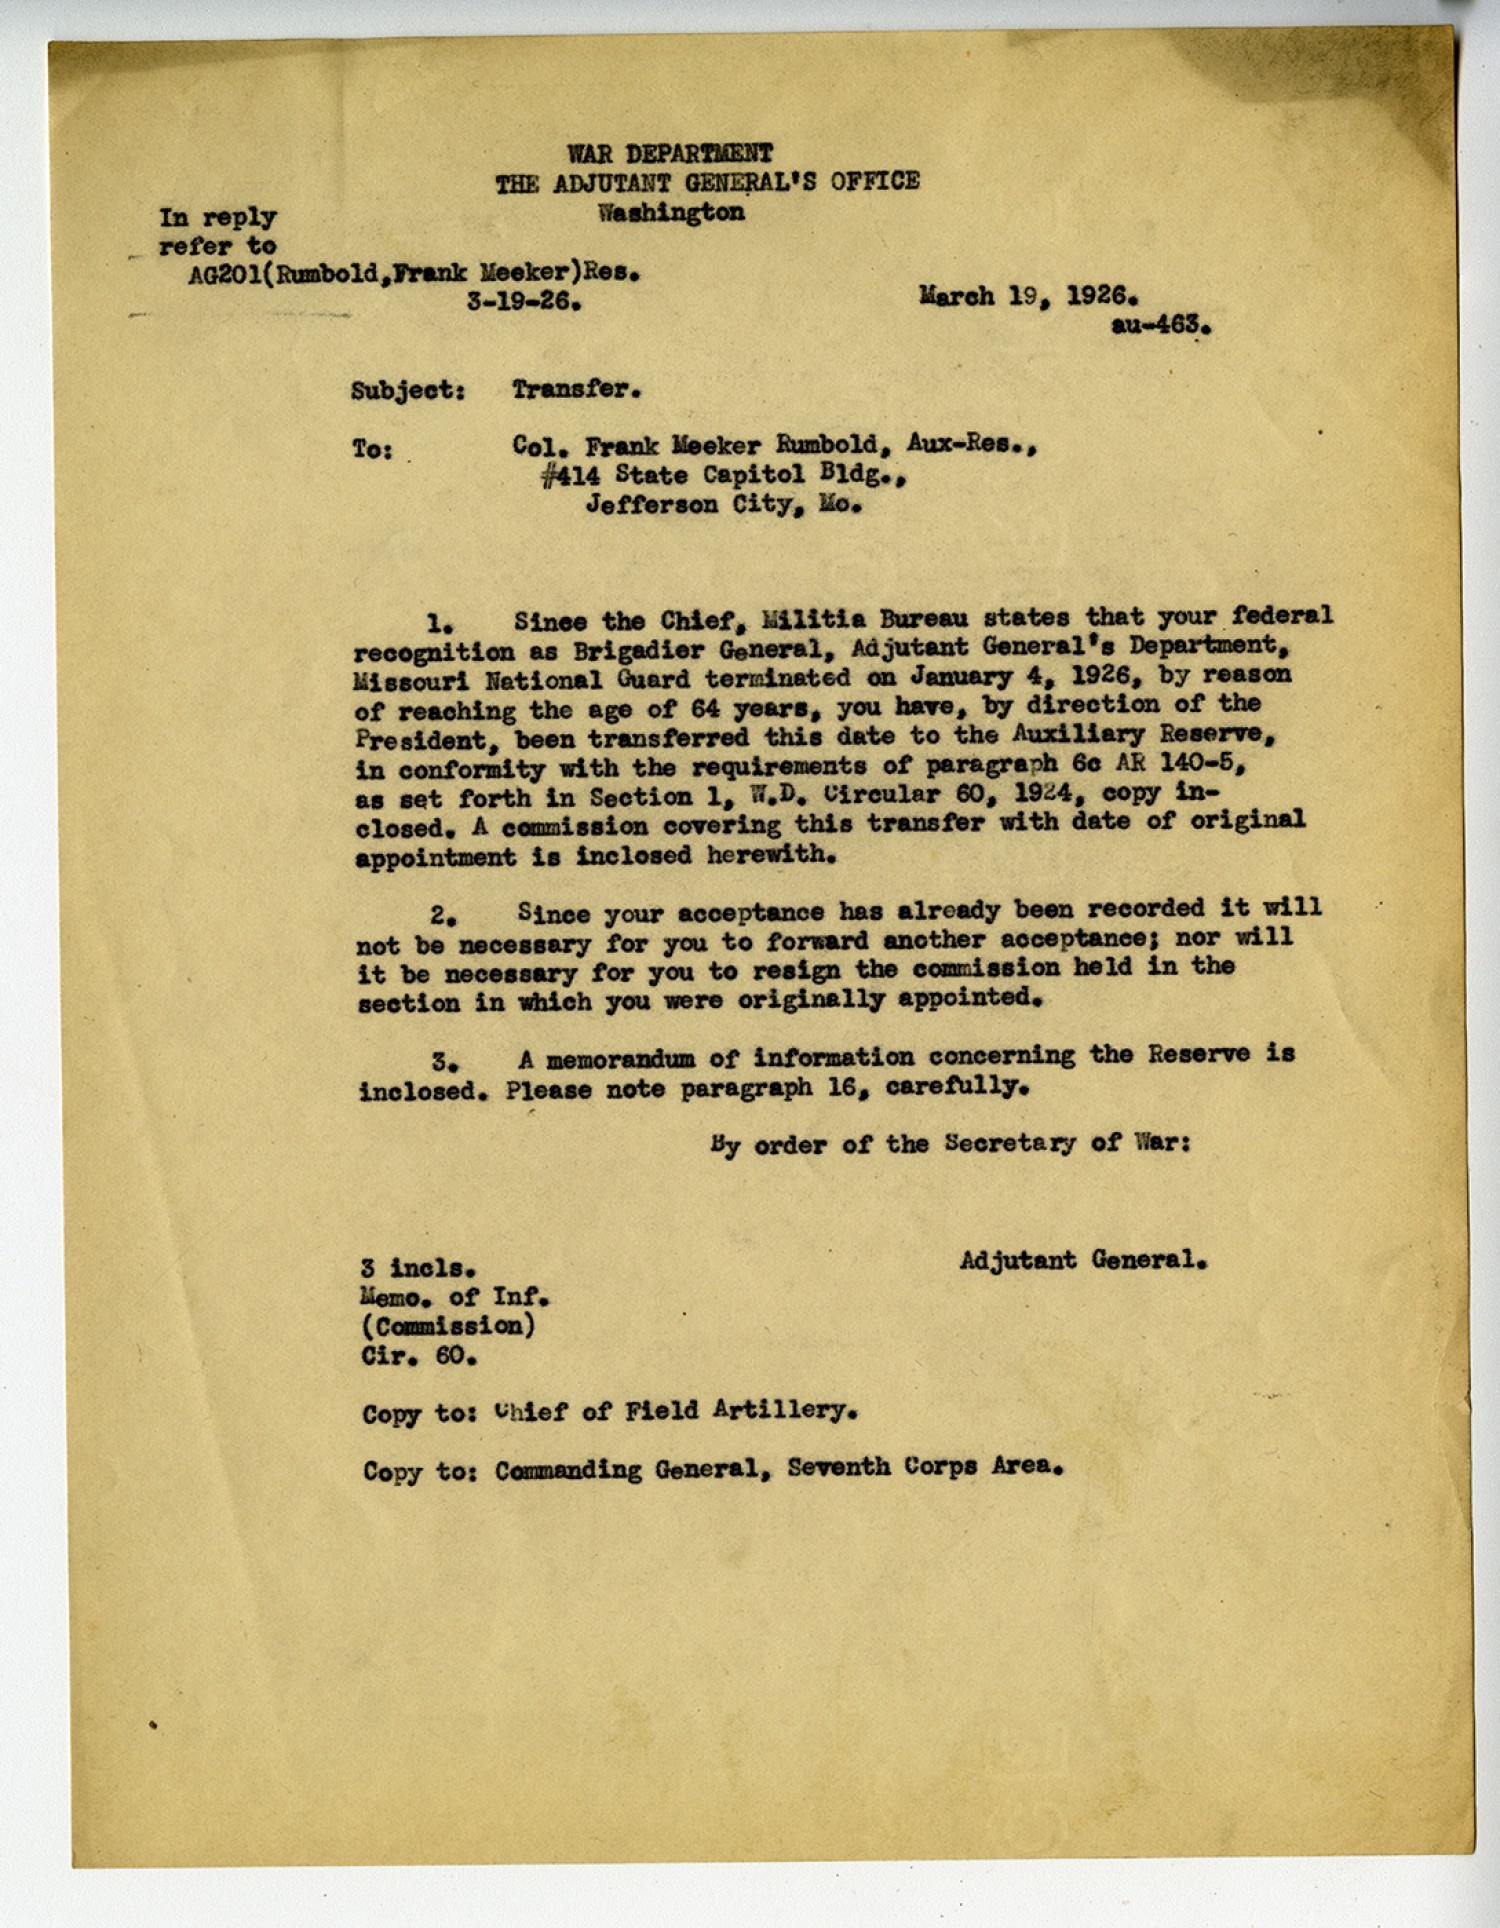 WAR DEPARTMENT
THE ADJUTANT GENERAL'S OFFICE
Washington
In reply
refer to
AG201(Rumbold,Frank Meeker)Res.
3-19-26.
March 19, 1926.
au-463.
Subject: Transfer.
To: Col. Frank Meeker Rumbold, Aux-Res.,
#414 State Capitol Bldg.,
Jefferson City, Mo.
1. Since the Chief, Militia Bureau states that your federal
recognition as Brigadier General, Adjutant General's Department,
Missouri National Guard terminated on January 4, 1926, by reason
of reaching the age of 64 years, you have, by direction of the
President, been transferred this date to the Auxiliary Reserve,
in conformity with the requirements of paragraph 6c AR 140-5,
as set forth in Section 1, W.D. Circular 60, 1924, copy in-
closed. A commission covering this transfer with date of original
appointment is inclosed herewith.
2. Since your acceptance has already been recorded it will
not be necessary for you to forward another acceptance; nor will
it be necessary for you to resign the commission held in the
section in which you were originally appointed.
3. A memorandum of information concerning the Reserve is
inclosed. Please note paragraph 16, carefully.
By order of the Secretary of War:
Adjutant General.
3 incls.
Memo. of Inf.
(Commission)
Cir. 60.
Copy to: Chief of Field Artillery.
Copy to: Commanding General, Seventh Corps Area.